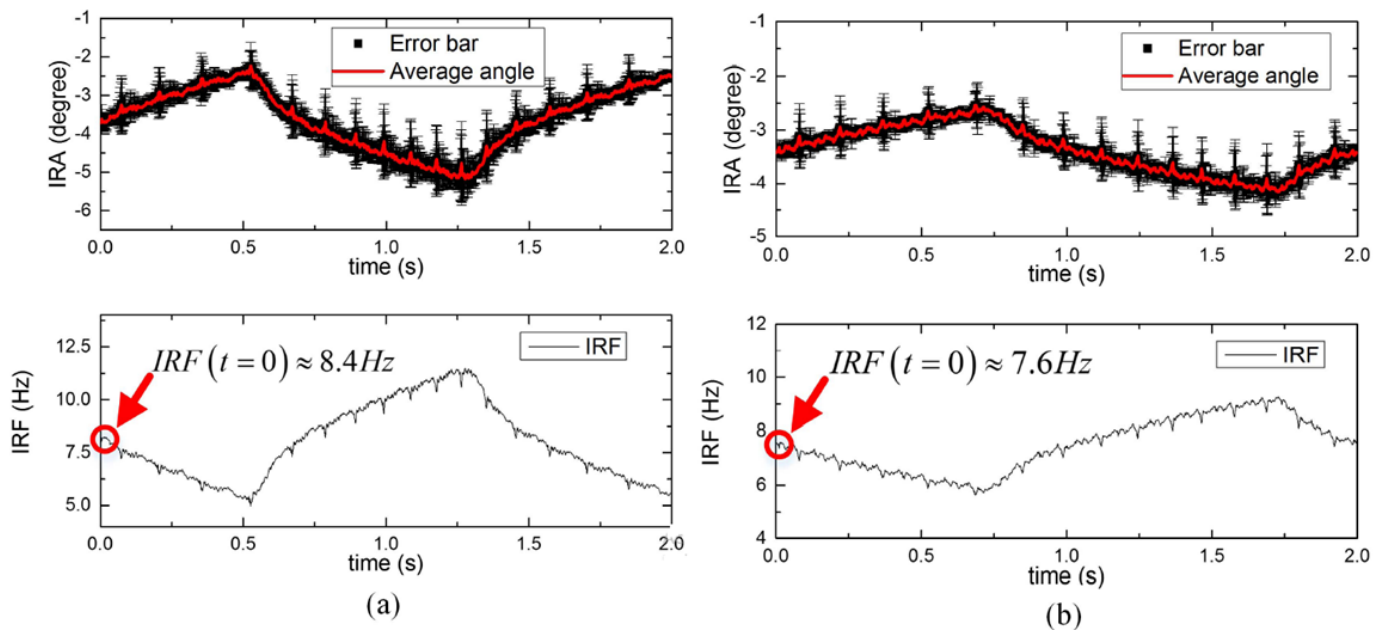 -1
-2
-3
-4
-5
-6
IRA (degree)
Error bar
Average angle
0.0 0.5 1.0 1.5 2.0
time (s)
-1
-2
-3
-4
-5
IRA (degree)
Error bar
Average angle
0.0 0.5 1.0 1.5 2.0
time (s)
12.5
10.0
7.5
5.0
IRF (Hz)
IRF (t = 0) ≈ 8.4Hz
IRF
0.0 0.5 1.0 1.5 2.0
time (s)
(a)
12
10
8
6
4
IRF (Hz)
IRF (t = 0) ≈ 7.6Hz
IRF
0.0 0.5 1.0 1.5 2.0
time (s)
(b)